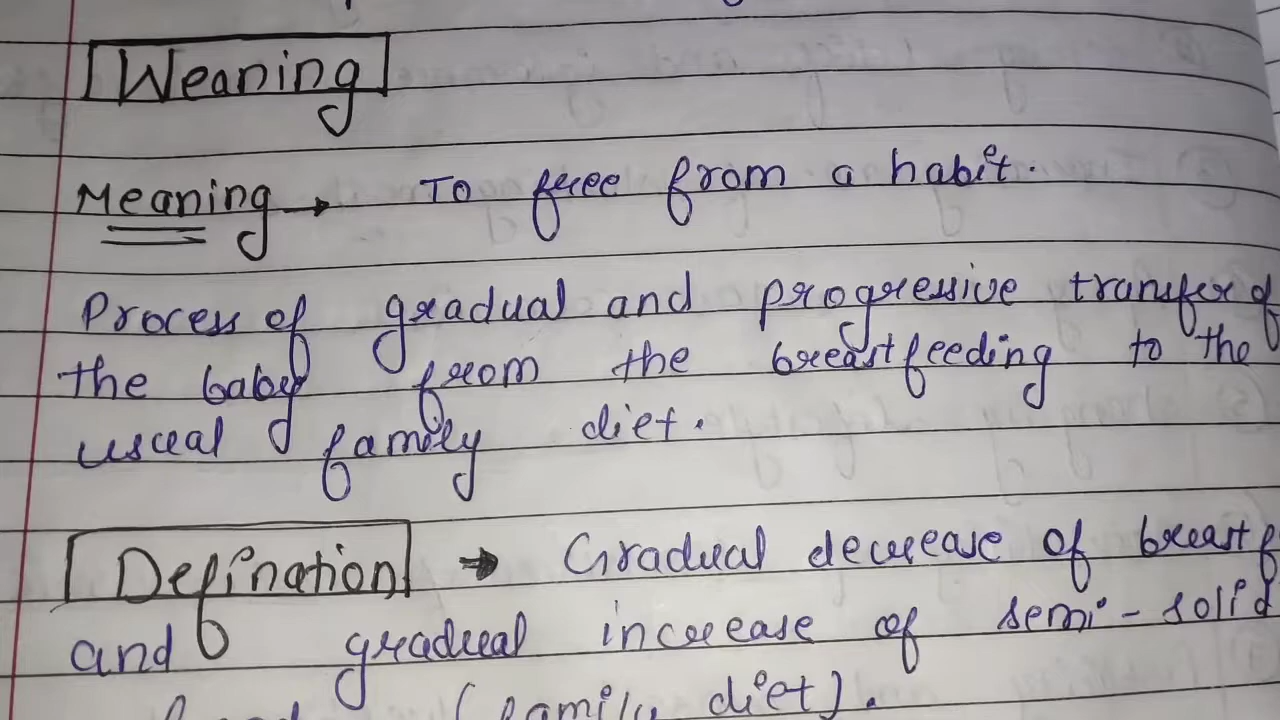 Weaning
Meaning → To free from a habit.
Process of gradual and progressive transfer of
the baby from the breastfeeding to the
usual family diet.
Defination → Gradual decrease of breastf
and gradual increase of semi-solid
(family diet).